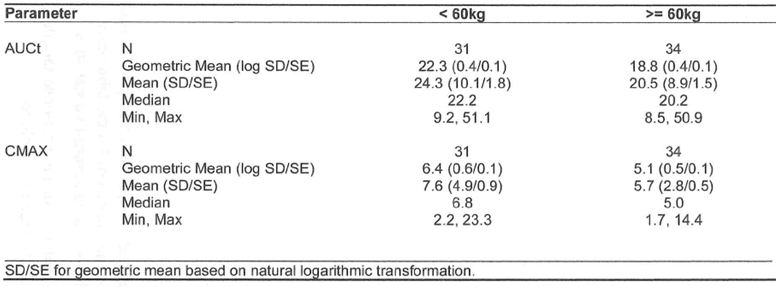 Parameter < 60kg >= 60kg
AUCt N 31 34
Geometric Mean (log SD/SE) 22.3 (0.4/0.1) 18.8 (0.4/0.1)
Mean (SD/SE) 24.3 (10.1/1.8) 20.5 (8.9/1.5)
Median 22.2 20.2
Min, Max 9.2, 51.1 8.5, 50.9
CMAX N 31 34
Geometric Mean (log SD/SE) 6.4 (0.6/0.1) 5.1 (0.5/0.1)
Mean (SD/SE) 7.6 (4.9/0.9) 5.7 (2.8/0.5)
Median 6.8 5.0
Min, Max 2.2, 23.3 1.7, 14.4
SD/SE for geometric mean based on natural logarithmic transformation.